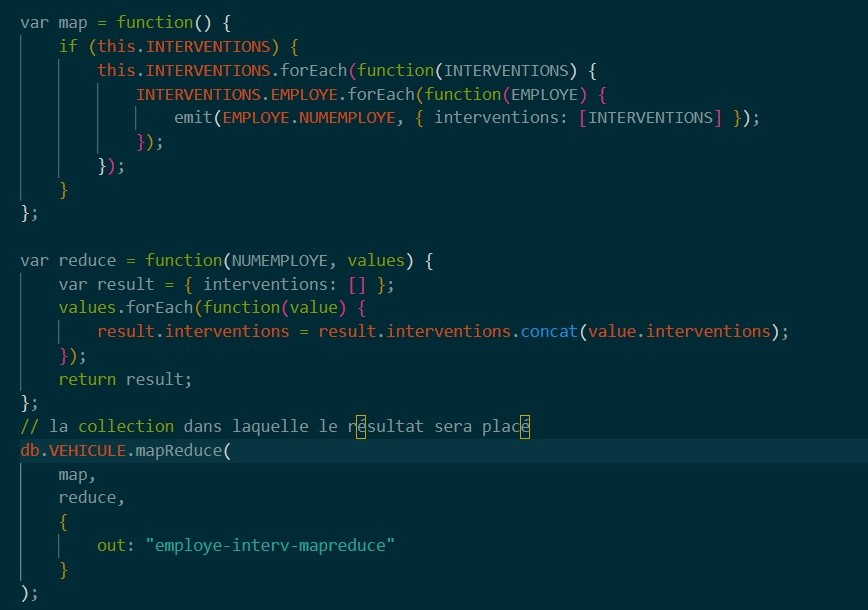 var map = function() {
if (this.INTERVENTIONS) {
this.INTERVENTIONS.forEach(function(INTERVENTIONS) {
INTERVENTIONS.EMPLOYE.forEach(function(EMPLOYE) {
emit(EMPLOYE.NUMEMPLOYE, { interventions: [INTERVENTIONS] });
});
});
}
};
var reduce = function(NUMEMPLOYE, values) {
var result = { interventions: [] };
values.forEach(function(value) {
result.interventions = result.interventions.concat(value.interventions);
});
return result;
};
// la collection dans laquelle le résultat sera placé
db.VEHICULE.mapReduce(
map,
reduce,
{
out: "employe-interv-mapreduce"
}
);